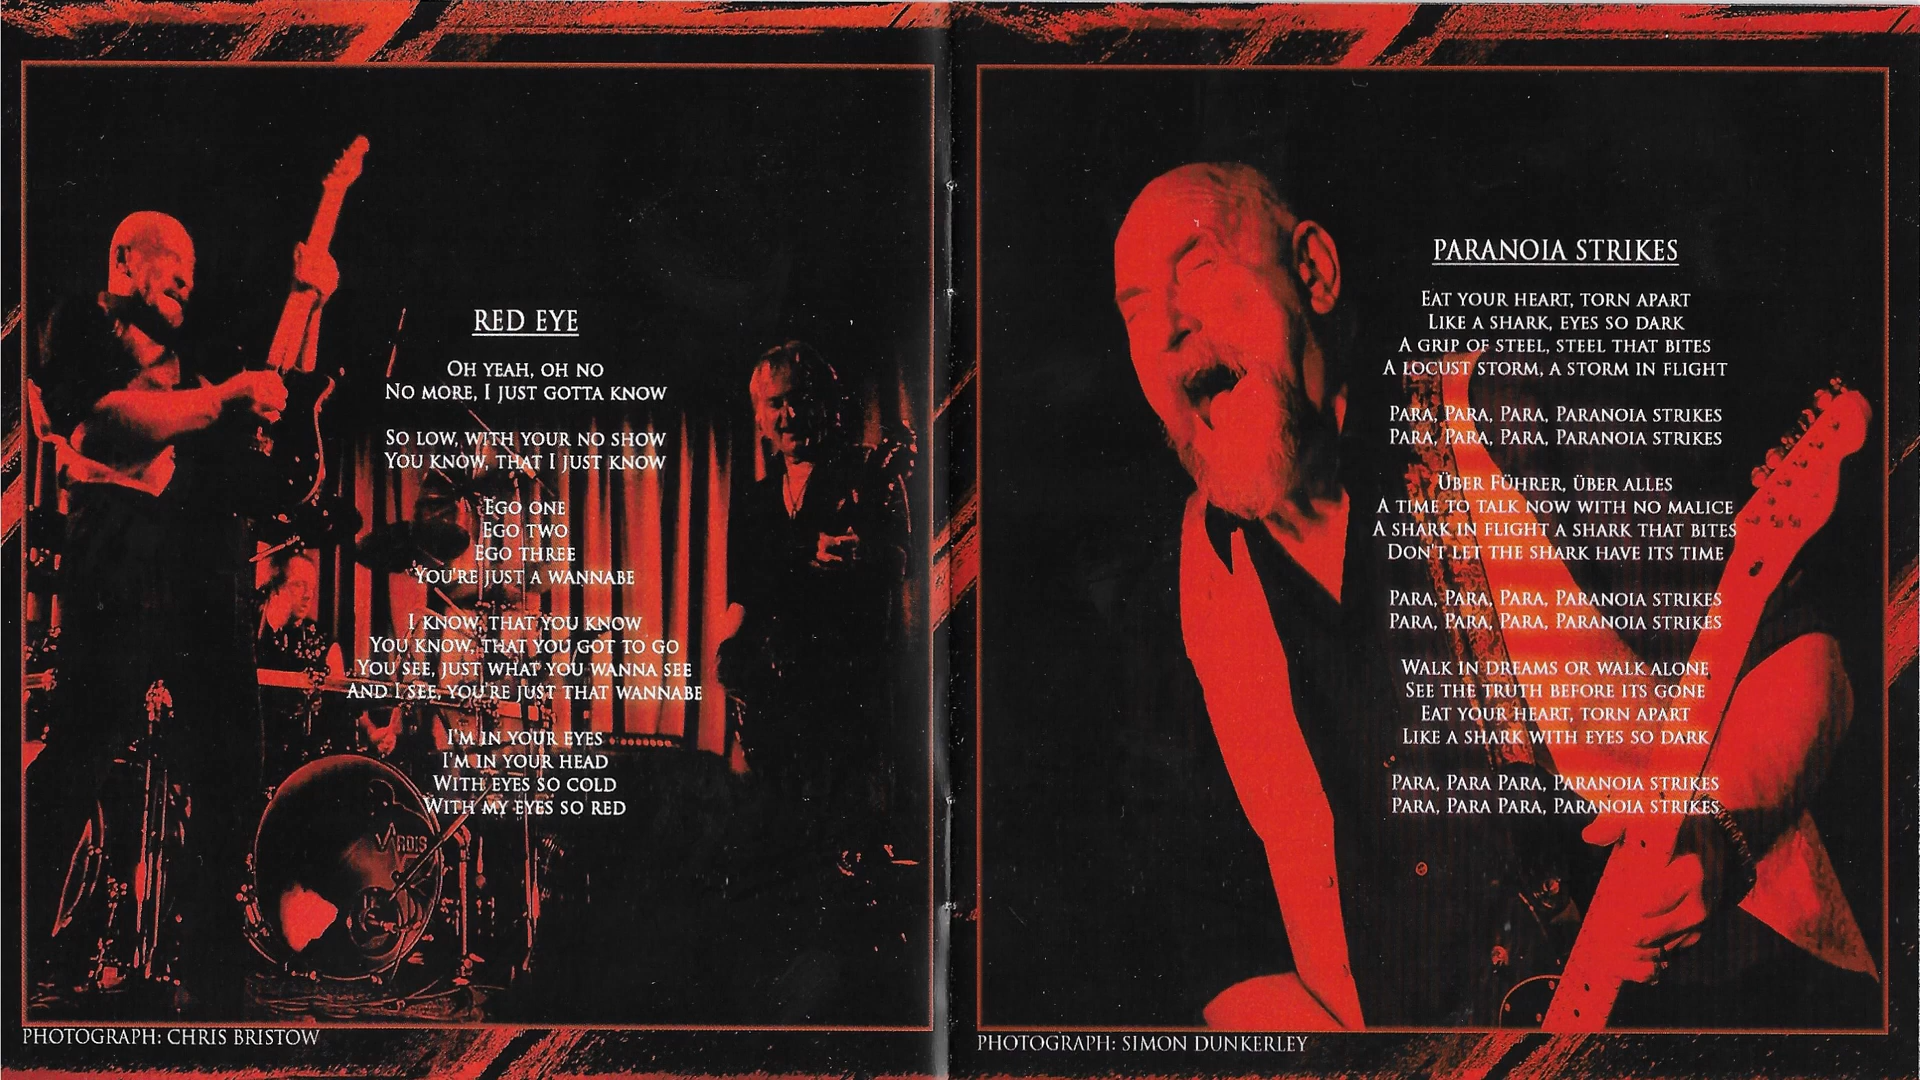 RED EYE
OH YEAH, OH NO
NO MORE, I JUST GOTTA KNOW
SO LOW, WITH YOUR NO SHOW
YOU KNOW, THAT I JUST KNOW
EGO ONE
EGO TWO
EGO THREE
YOU'RE JUST A WANNABE
I KNOW, THAT YOU KNOW
YOU KNOW, THAT YOU GOT TO GO
YOU SEE, JUST WHAT YOU WANNA SEE
AND I SEE, YOU'RE JUST THAT WANNABE
I'M IN YOUR EYES
I'M IN YOUR HEAD
WITH EYES SO COLD
WITH MY EYES SO RED
VARDIS
PHOTOGRAPH: CHRIS BRISTOW
PARANOIA STRIKES
EAT YOUR HEART, TORN APART
LIKE A SHARK, EYES SO DARK
A GRIP OF STEEL, STEEL THAT BITES
A LOCUST STORM, A STORM IN FLIGHT
PARA, PARA, PARA, PARANOIA STRIKES
PARA, PARA, PARA, PARANOIA STRIKES
ÜBER FÜHRER, ÜBER ALLES
A TIME TO TALK NOW WITH NO MALICE
A SHARK IN FLIGHT A SHARK THAT BITES
DON'T LET THE SHARK HAVE ITS TIME
PARA, PARA, PARA, PARANOIA STRIKES
PARA, PARA, PARA, PARANOIA STRIKES
WALK IN DREAMS OR WALK ALONE
SEE THE TRUTH BEFORE ITS GONE
EAT YOUR HEART, TORN APART
LIKE A SHARK WITH EYES SO DARK
PARA, PARA PARA, PARANOIA STRIKES
PARA, PARA PARA, PARANOIA STRIKES
PHOTOGRAPH: SIMON DUNKERLEY